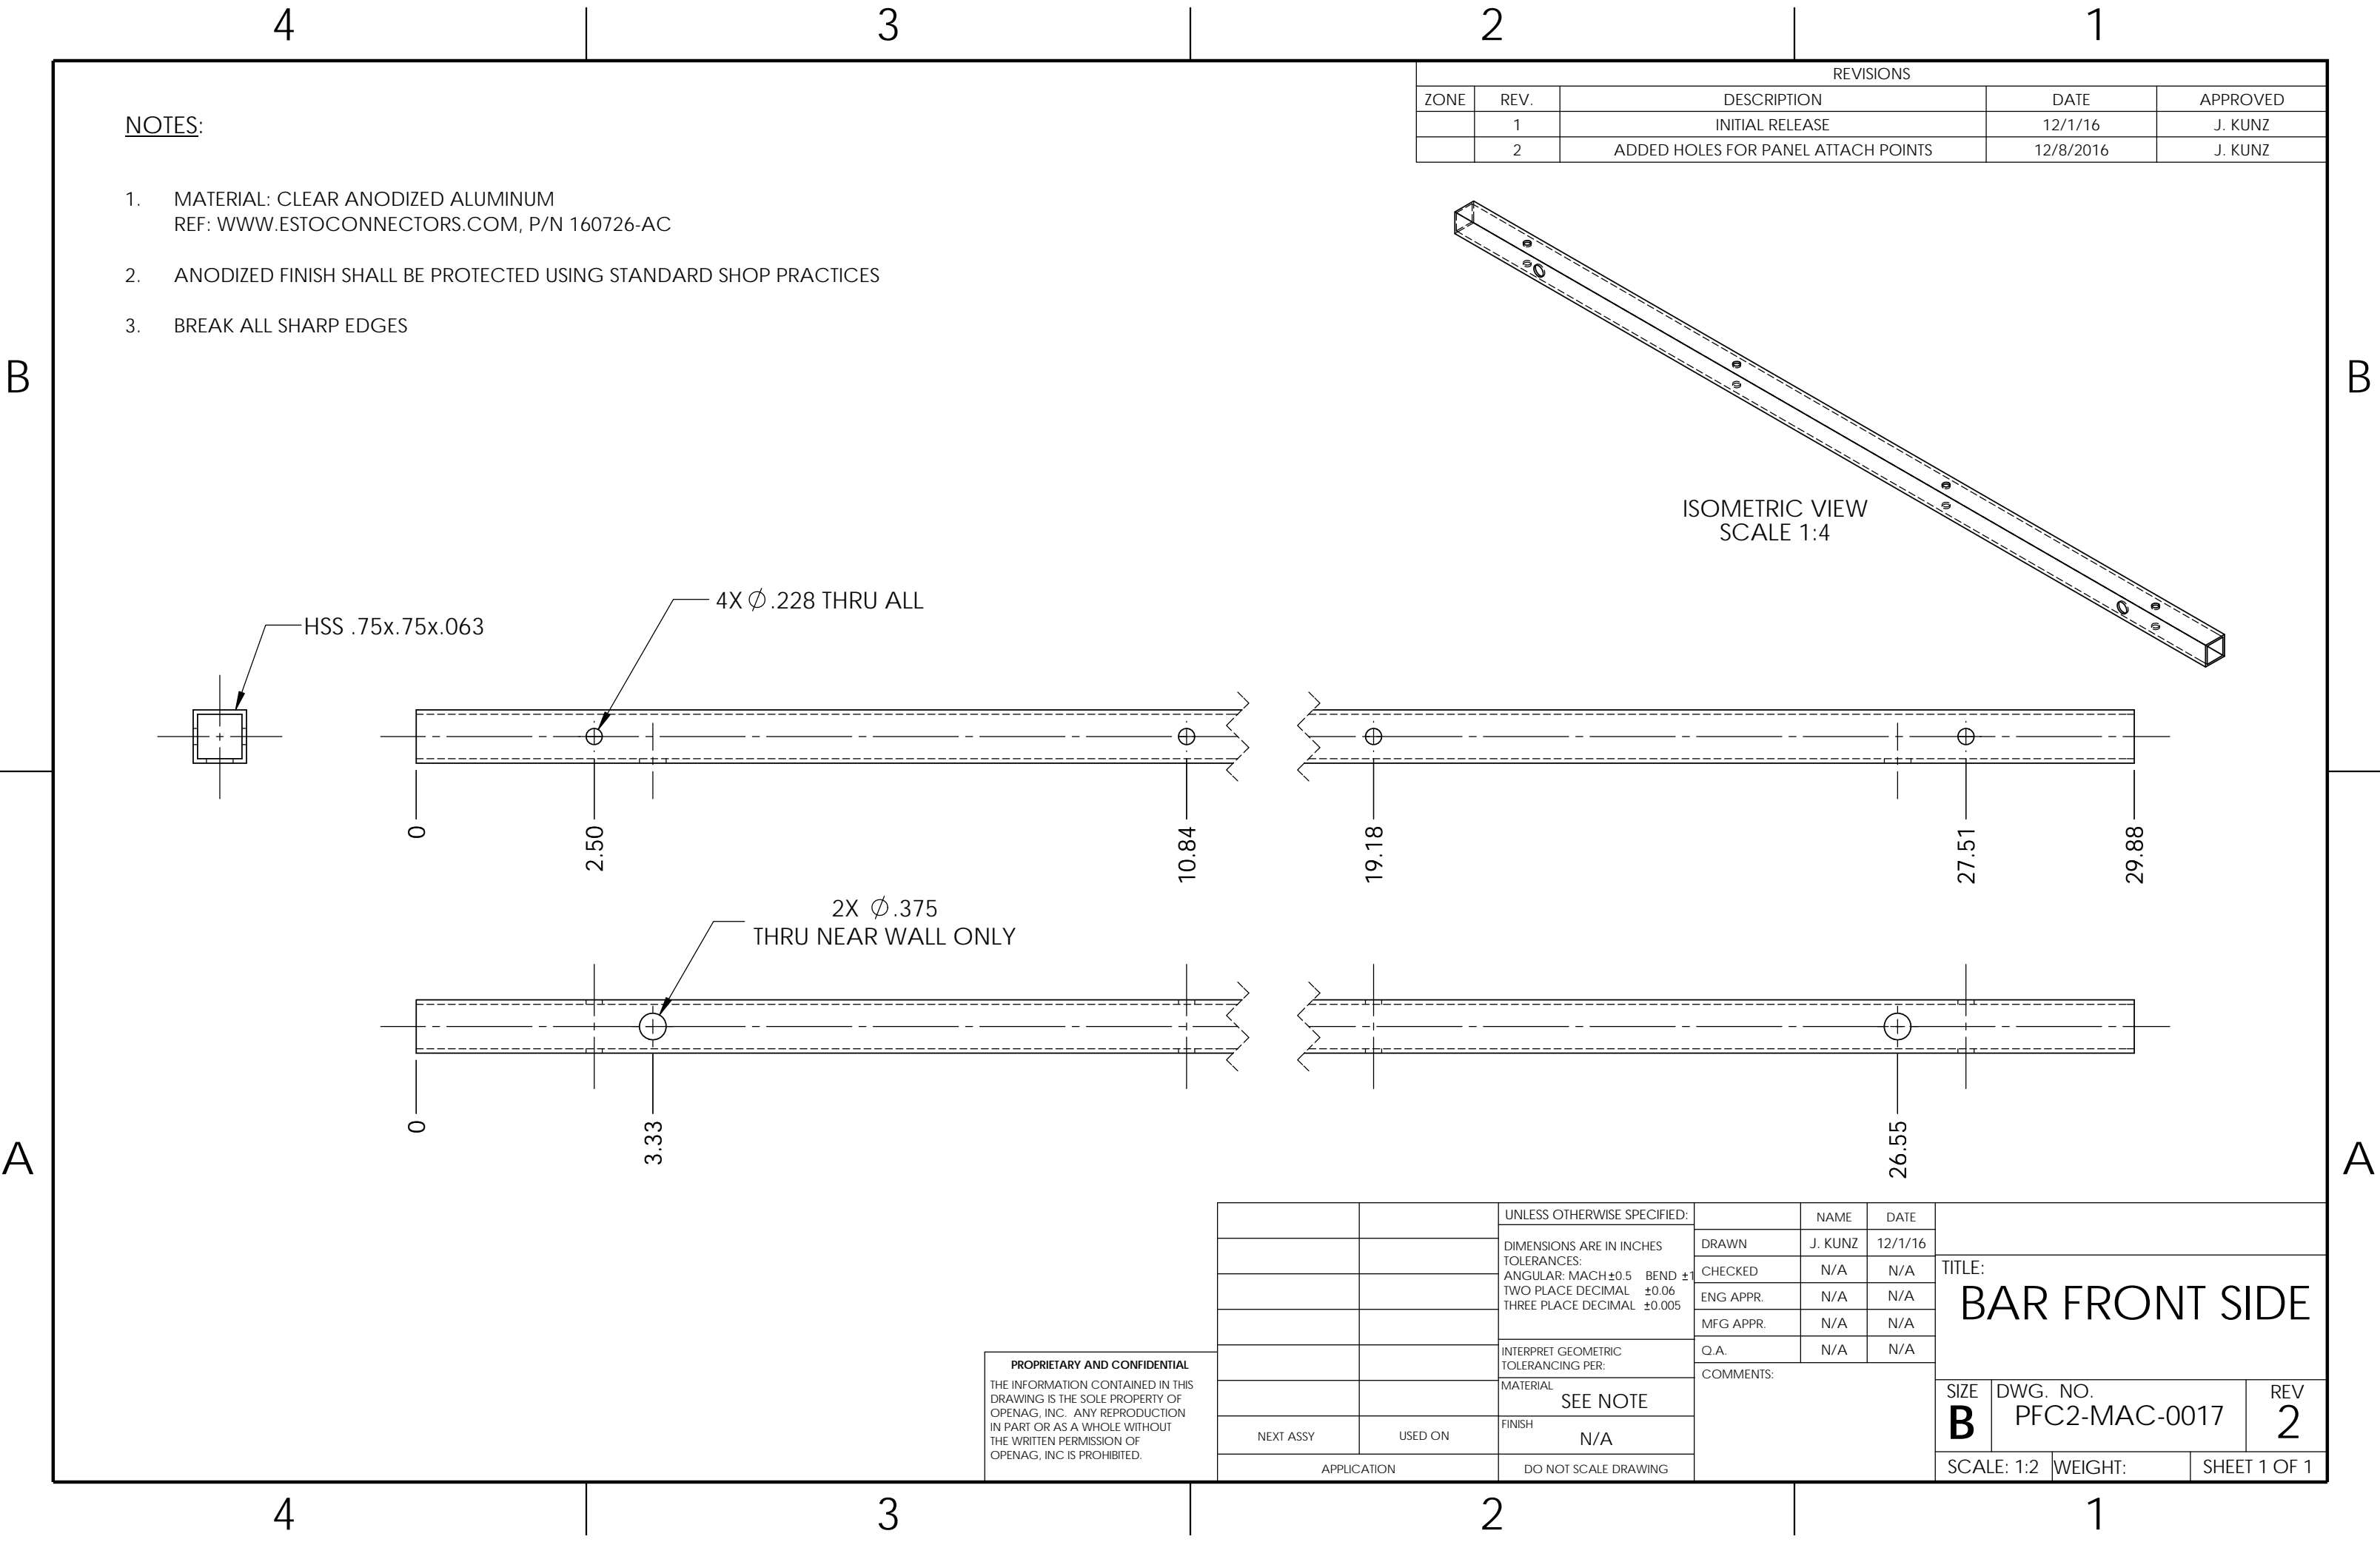 4 3 2 1
REVISIONS
ZONE REV. DESCRIPTION DATE APPROVED
1 INITIAL RELEASE 12/1/16 J. KUNZ
2 ADDED HOLES FOR PANEL ATTACH POINTS 12/8/2016 J. KUNZ
NOTES:
1. MATERIAL: CLEAR ANODIZED ALUMINUM
REF: WWW.ESTOCONNECTORS.COM, P/N 160726-AC
2. ANODIZED FINISH SHALL BE PROTECTED USING STANDARD SHOP PRACTICES
3. BREAK ALL SHARP EDGES
B B
ISOMETRIC VIEW
SCALE 1:4
4X ∅.228 THRU ALL
HSS .75x.75x.063
0 2.50 10.84 19.18 27.51 29.88
2X ∅.375
THRU NEAR WALL ONLY
0 3.33 26.55
A A
PROPRIETARY AND CONFIDENTIAL
THE INFORMATION CONTAINED IN THIS
DRAWING IS THE SOLE PROPERTY OF
OPENAG, INC. ANY REPRODUCTION
IN PART OR AS A WHOLE WITHOUT
THE WRITTEN PERMISSION OF
OPENAG, INC IS PROHIBITED.
NEXT ASSY USED ON
APPLICATION
UNLESS OTHERWISE SPECIFIED:
DIMENSIONS ARE IN INCHES
TOLERANCES:
ANGULAR: MACH±0.5 BEND ±1
TWO PLACE DECIMAL ±0.06
THREE PLACE DECIMAL ±0.005
INTERPRET GEOMETRIC
TOLERANCING PER:
MATERIAL
SEE NOTE
FINISH
N/A
DO NOT SCALE DRAWING
NAME DATE
DRAWN J. KUNZ 12/1/16
CHECKED N/A N/A
ENG APPR. N/A N/A
MFG APPR. N/A N/A
Q.A. N/A N/A
COMMENTS:
TITLE:
BAR FRONT SIDE
SIZE DWG. NO. REV
B PFC2-MAC-0017 2
SCALE: 1:2 WEIGHT: SHEET 1 OF 1
4 3 2 1